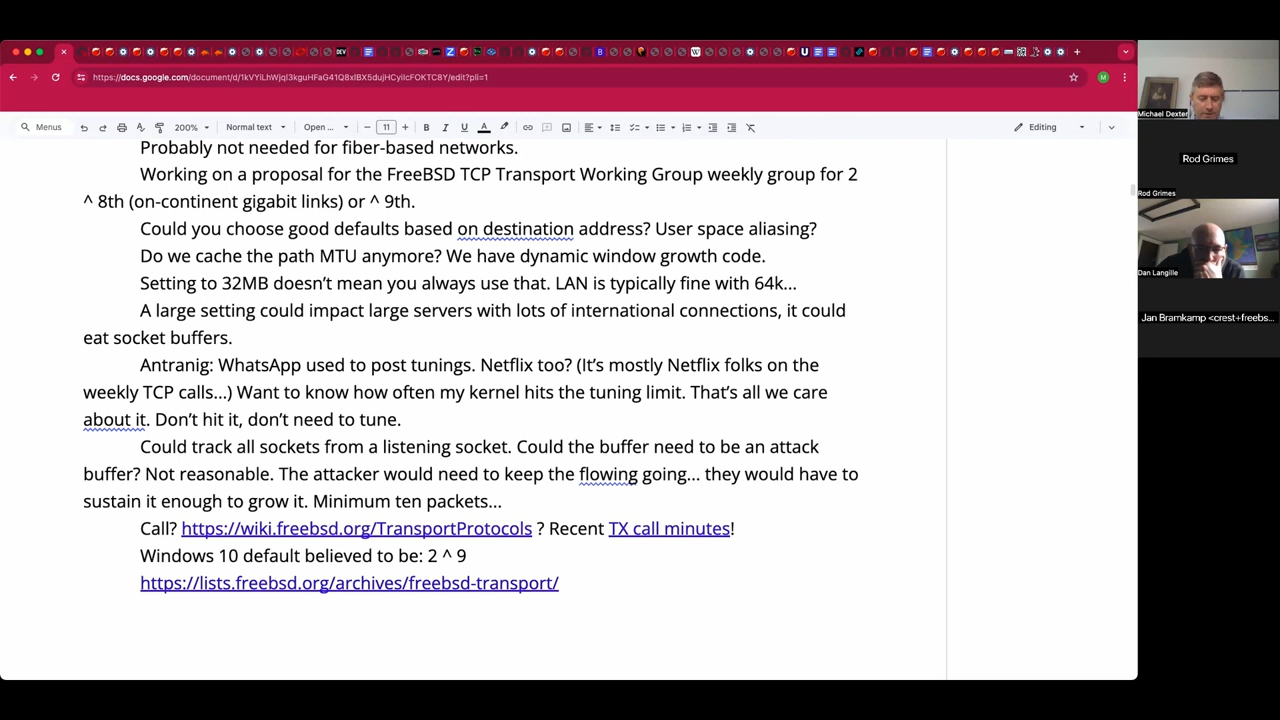 https://docs.google.com/document/d/1kVYiLhWjqI3kguHFaG41Q8xIBX5dujHCyiIcFOKTC8Y/edit?pli=1
Menus 200% Normal text Open ... 11 Editing
Probably not needed for fiber-based networks.
Working on a proposal for the FreeBSD TCP Transport Working Group weekly group for 2
^ 8th (on-continent gigabit links) or ^ 9th.
Could you choose good defaults based on destination address? User space aliasing?
Do we cache the path MTU anymore? We have dynamic window growth code.
Setting to 32MB doesn’t mean you always use that. LAN is typically fine with 64k...
A large setting could impact large servers with lots of international connections, it could
eat socket buffers.
Antranig: WhatsApp used to post tunings. Netflix too? (It’s mostly Netflix folks on the
weekly TCP calls...) Want to know how often my kernel hits the tuning limit. That’s all we care
about it. Don’t hit it, don’t need to tune.
Could track all sockets from a listening socket. Could the buffer need to be an attack
buffer? Not reasonable. The attacker would need to keep the flowing going... they would have to
sustain it enough to grow it. Minimum ten packets...
Call? https://wiki.freebsd.org/TransportProtocols ? Recent TX call minutes!
Windows 10 default believed to be: 2 ^ 9
https://lists.freebsd.org/archives/freebsd-transport/
Michael Dexter
Rod Grimes
Rod Grimes
Dan Langille
Jan Bramkamp <crest+freebs...